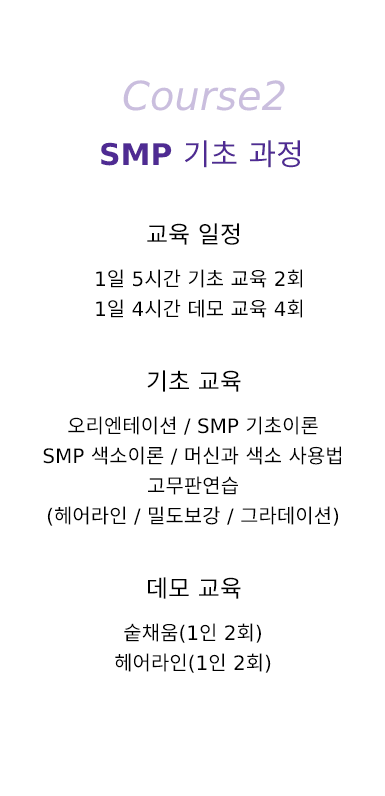 Course2
SMP 기초 과정
교육 일정
1일 5시간 기초 교육 2회
1일 4시간 데모 교육 4회
기초 교육
오리엔테이션 / SMP 기초이론
SMP 색소이론 / 머신과 색소 사용법
고무판연습
(헤어라인 / 밀도보강 / 그라데이션)
데모 교육
숱채움(1인 2회)
헤어라인(1인 2회)